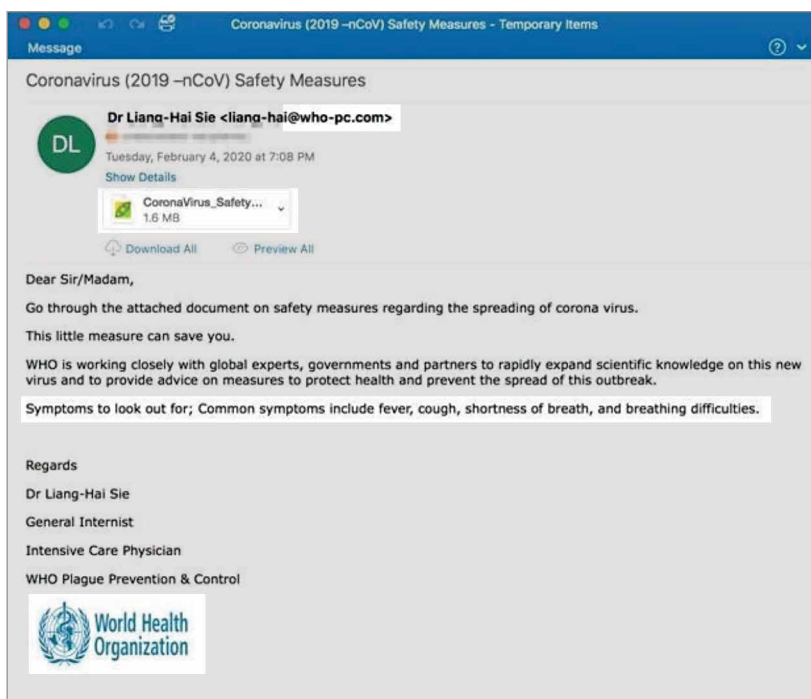 Coronavirus (2019 –nCoV) Safety Measures - Temporary Items
Message
Coronavirus (2019 –nCoV) Safety Measures
Dr Liang-Hai Sie <liang-hai@who-pc.com>
DL
Tuesday, February 4, 2020 at 7:08 PM
Show Details
CoronaVirus_Safety...
1.6 MB
Download All Preview All
Dear Sir/Madam,
Go through the attached document on safety measures regarding the spreading of corona virus.
This little measure can save you.
WHO is working closely with global experts, governments and partners to rapidly expand scientific knowledge on this new
virus and to provide advice on measures to protect health and prevent the spread of this outbreak.
Symptoms to look out for; Common symptoms include fever, cough, shortness of breath, and breathing difficulties.
Regards
Dr Liang-Hai Sie
General Internist
Intensive Care Physician
WHO Plague Prevention & Control
World Health
Organization